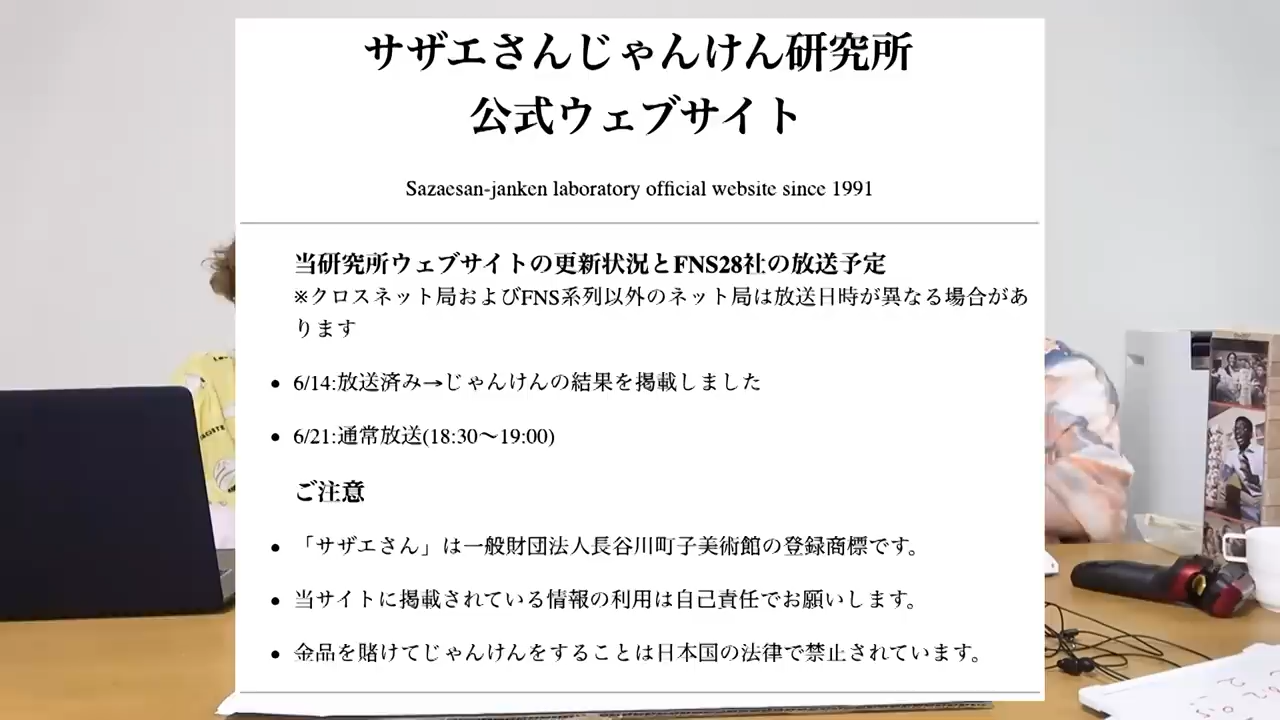 サザエさんじゃんけん研究所
公式ウェブサイト
Sazaesan-janken laboratory official website since 1991
当研究所ウェブサイトの更新状況とFNS28社の放送予定
※クロスネット局およびFNS系列以外のネット局は放送日時が異なる場合があ
ります
• 6/14:放送済み→じゃんけんの結果を掲載しました
• 6/21:通常放送(18:30〜19:00)
ご注意
• 「サザエさん」は一般財団法人長谷川町子美術館の登録商標です。
• 当サイトに掲載されている情報の利用は自己責任でお願いします。
• 金品を賭けてじゃんけんをすることは日本国の法律で禁止されています。